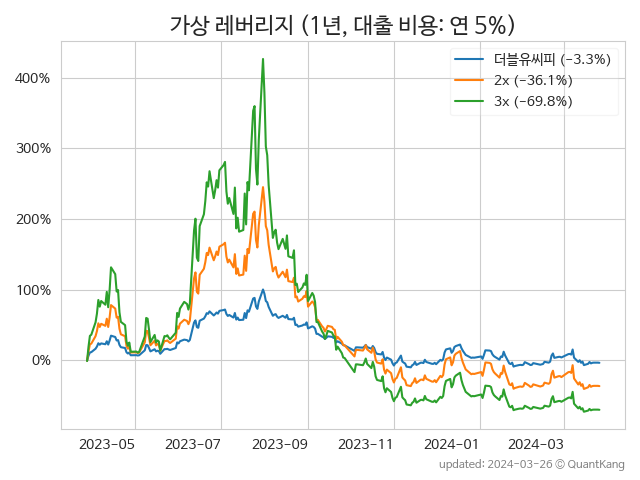 가상 레버리지 (1년, 대출 비용: 연 5%)
더블유씨피 (−3.3%)
2x (−36.1%)
3x (−69.8%)
400%
300%
200%
100%
0%
2023-05 2023-07 2023-09 2023-11 2024-01 2024-03
updated: 2024-03-26 © QuantKang